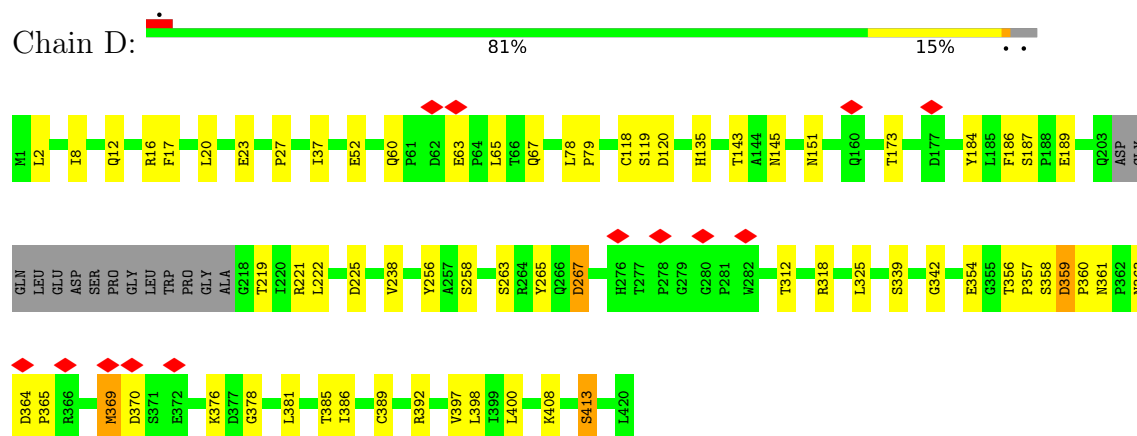 Chain D:
81% 15%
M1 L2 I8 Q12 R16 F17 L20 E23 P27 I37 E52 Q60 P61 D62 E63 P64 L65 T66 Q67 L78 P79 C118 S119 D120 H135 T143 A144 N145 N151 Q160 T173 D177 Y184 L185 F186 S187 P188 E189 Q203 ASP
GLN LEU GLU ASP SER PRO GLY LEU TRP PRO GLY ALA G218 T219 I220 R221 L222 D225 V238 Y256 A257 S258 S263 R264 Y265 Q266 D267 H276 T277 P278 G279 G280 P281 W282 T312 R318 L325 S339 G342 E354 G355 T356 P357 S358 D359 P360 N361 P362
D364 P365 R366 M369 D370 S371 E372 K376 D377 G378 L381 T385 I386 C389 R392 V397 L398 I399 L400 K408 S413 L420